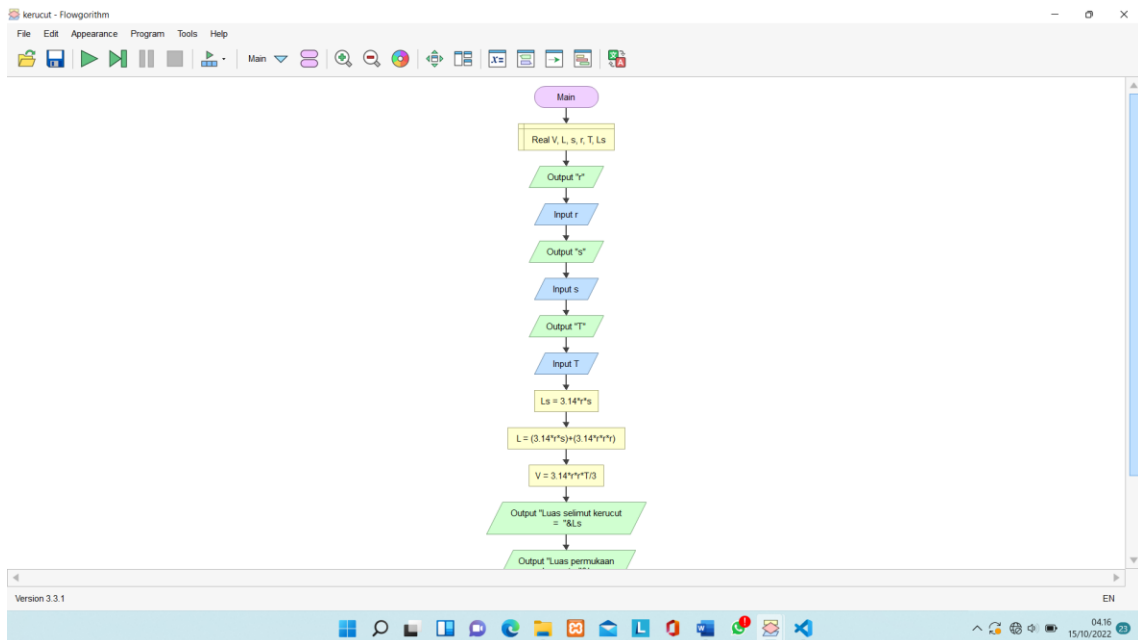 kerucut - Flowgorithm
File Edit Appearance Program Tools Help
Main
Main
Real V, L, s, r, T, Ls
Output "r"
Input r
Output "s"
Input s
Output "T"
Input T
Ls = 3.14*r*s
L = (3.14*r*s)+(3.14*r*r)
V = 3.14*r*r*T/3
Output "Luas selimut kerucut
= "&Ls
Output "Luas permukaan
Version 3.3.1
EN
04.16
15/10/2022
23